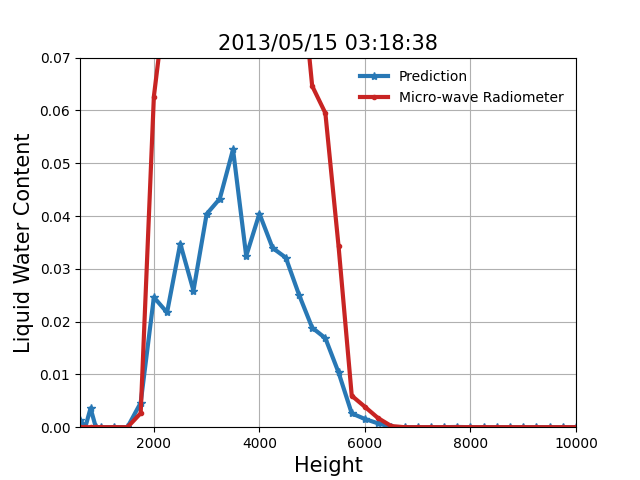 2013/05/15 03:18:38
Prediction
Micro-wave Radiometer
Liquid Water Content
0.07
0.06
0.05
0.04
0.03
0.02
0.01
0.00
2000 4000 6000 8000 10000
Height